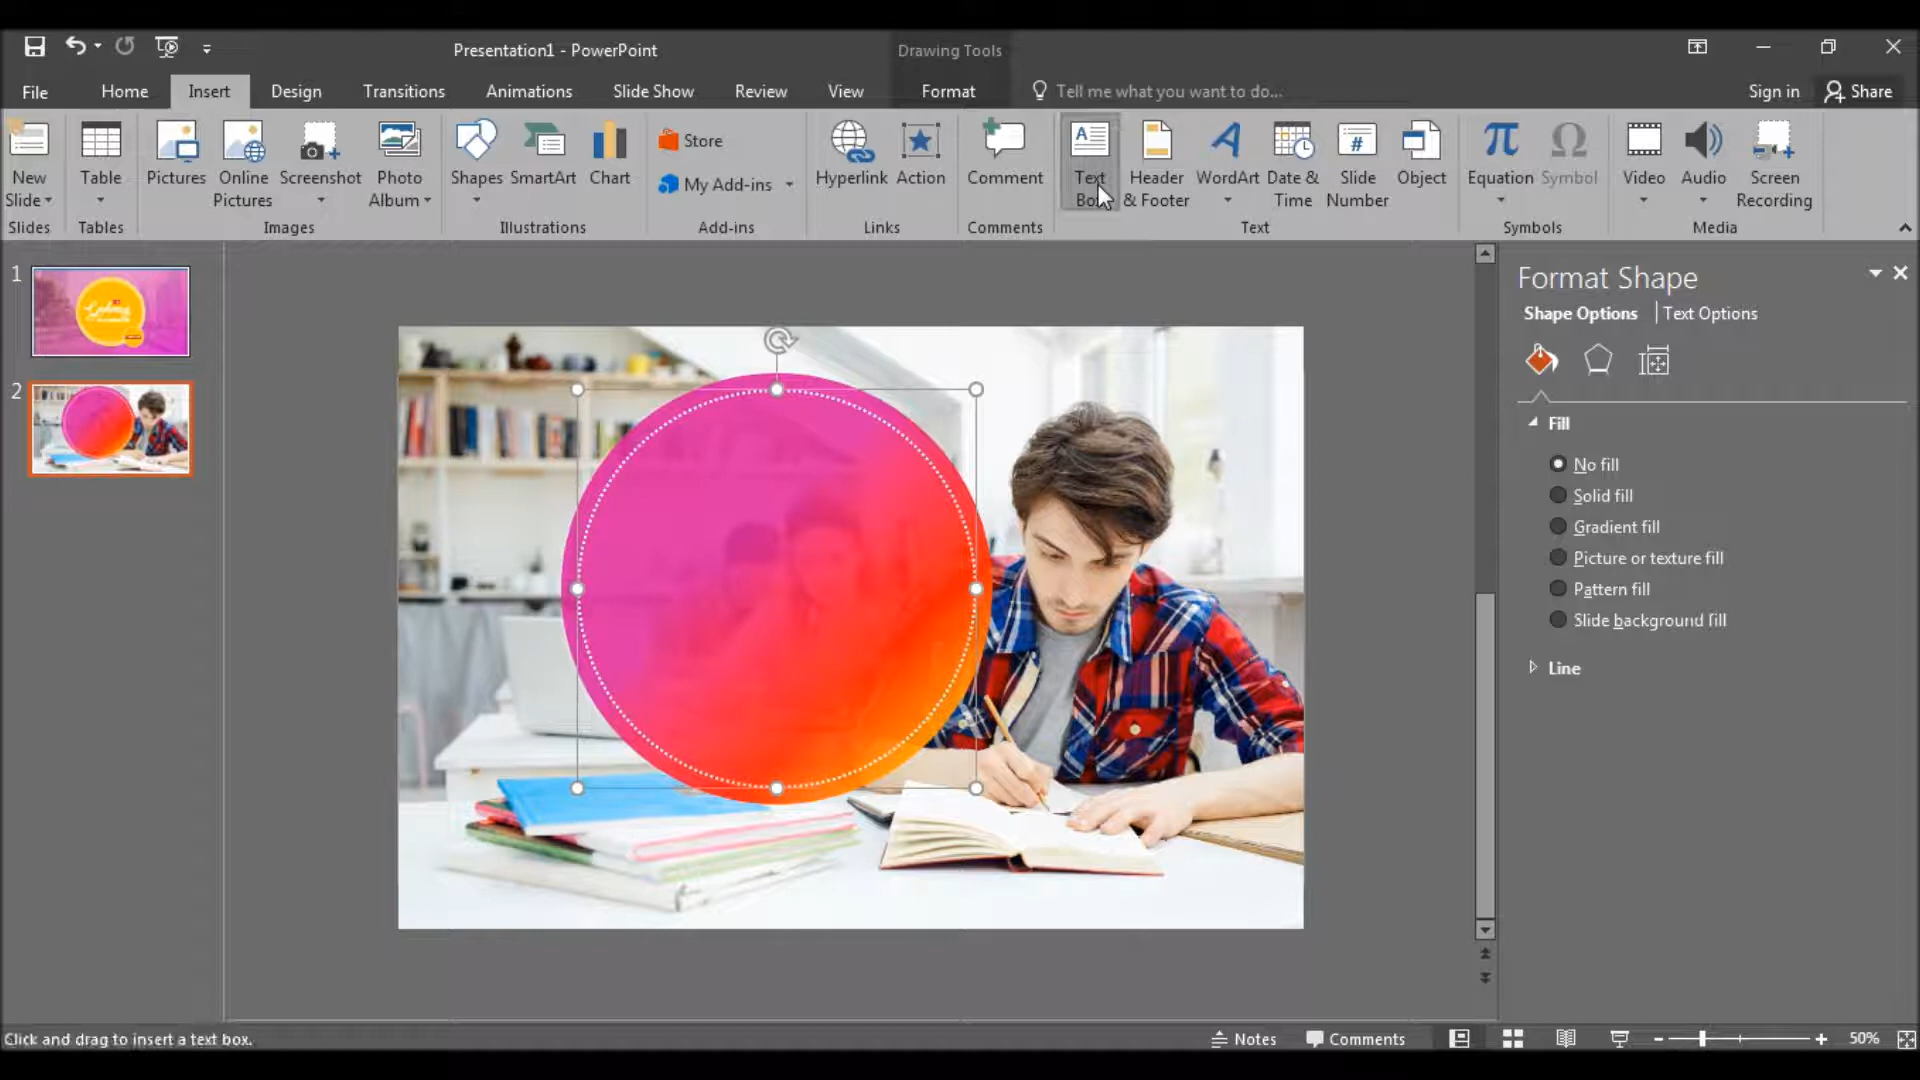 Presentation1 - PowerPoint
Drawing Tools
File Home Insert Design Transitions Animations Slide Show Review View Format Tell me what you want to do... Sign in Share
New Slide
Table
Pictures
Online Pictures
Screenshot
Photo Album
Shapes
SmartArt
Chart
Store
My Add-ins
Hyperlink
Action
Comment
Text Box
Header & Footer
WordArt
Date & Time
Slide Number
Object
Equation
Symbol
Video
Audio
Screen Recording
Slides Tables Images Illustrations Add-ins Links Comments Text Symbols Media
1
2
Format Shape
Shape Options Text Options
Fill
No fill
Solid fill
Gradient fill
Picture or texture fill
Pattern fill
Slide background fill
Line
Click and drag to insert a text box.
Notes Comments 50%